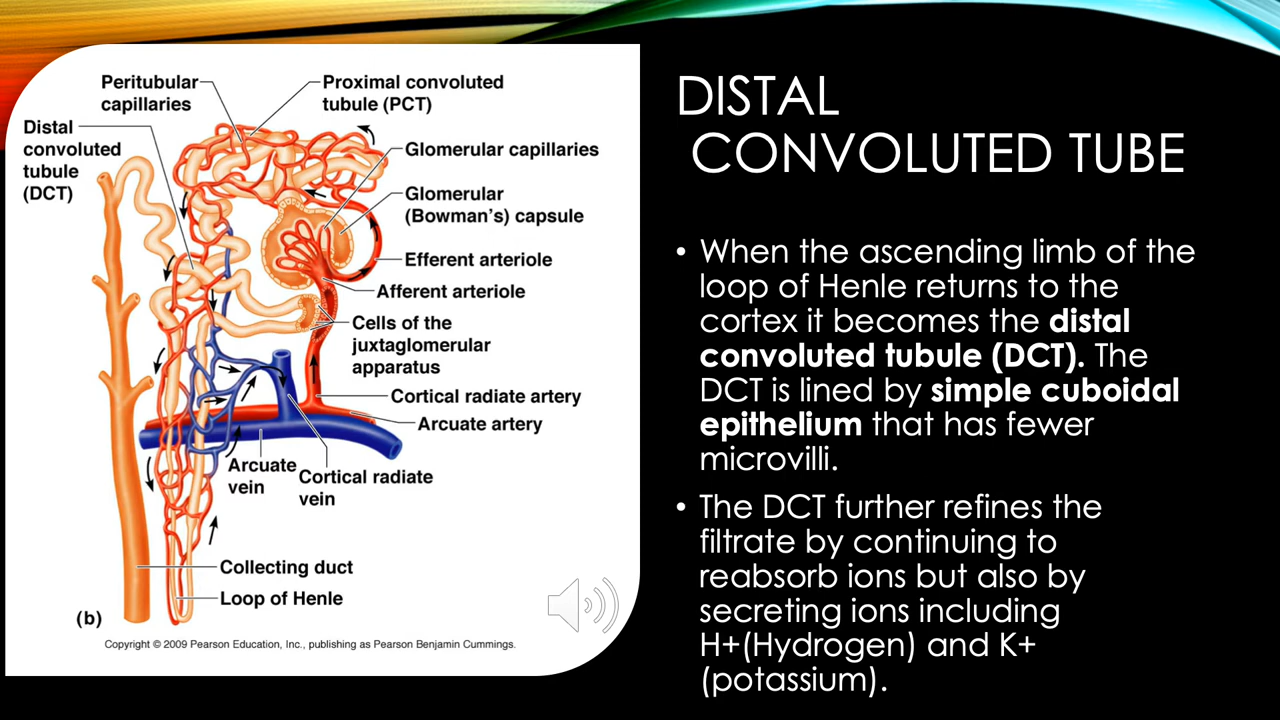 DISTAL
CONVOLUTED TUBE
Peritubular
capillaries
Proximal convoluted
tubule (PCT)
Distal
convoluted
tubule
(DCT)
Glomerular capillaries
Glomerular
(Bowman's) capsule
Efferent arteriole
Afferent arteriole
Cells of the
juxtaglomerular
apparatus
Cortical radiate artery
Arcuate artery
Arcuate
vein
Cortical radiate
vein
Collecting duct
Loop of Henle
(b)
Copyright © 2009 Pearson Education, Inc., publishing as Pearson Benjamin Cummings.
• When the ascending limb of the
loop of Henle returns to the
cortex it becomes the distal
convoluted tubule (DCT). The
DCT is lined by simple cuboidal
epithelium that has fewer
microvilli.
• The DCT further refines the
filtrate by continuing to
reabsorb ions but also by
secreting ions including
H+(Hydrogen) and K+
(potassium).